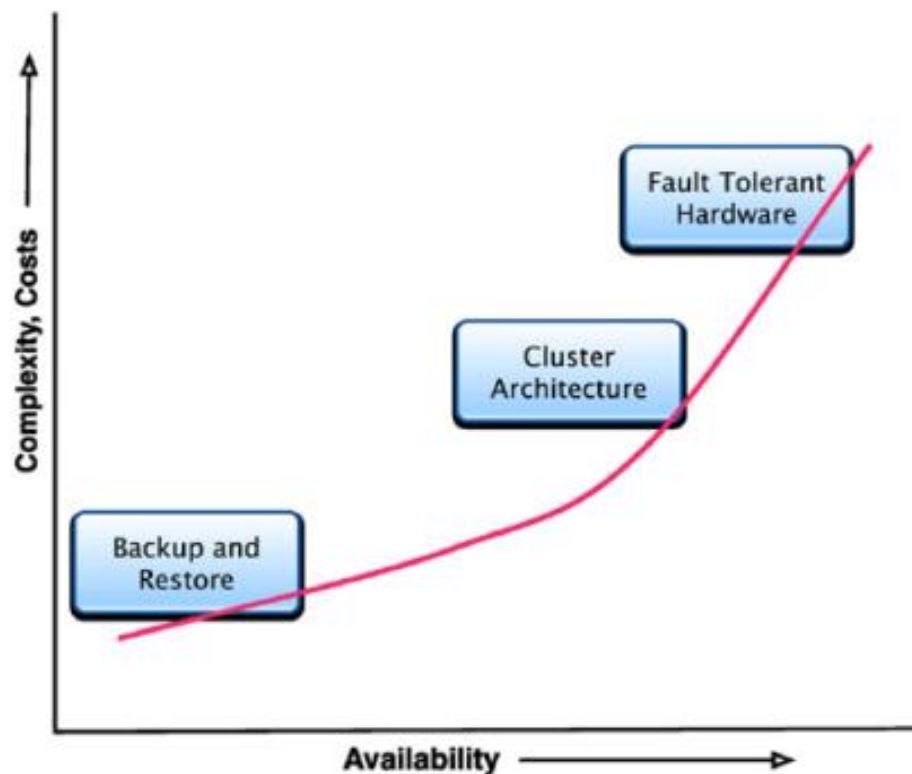 Complexity, Costs
Fault Tolerant
Hardware
Cluster
Architecture
Backup and
Restore
Availability